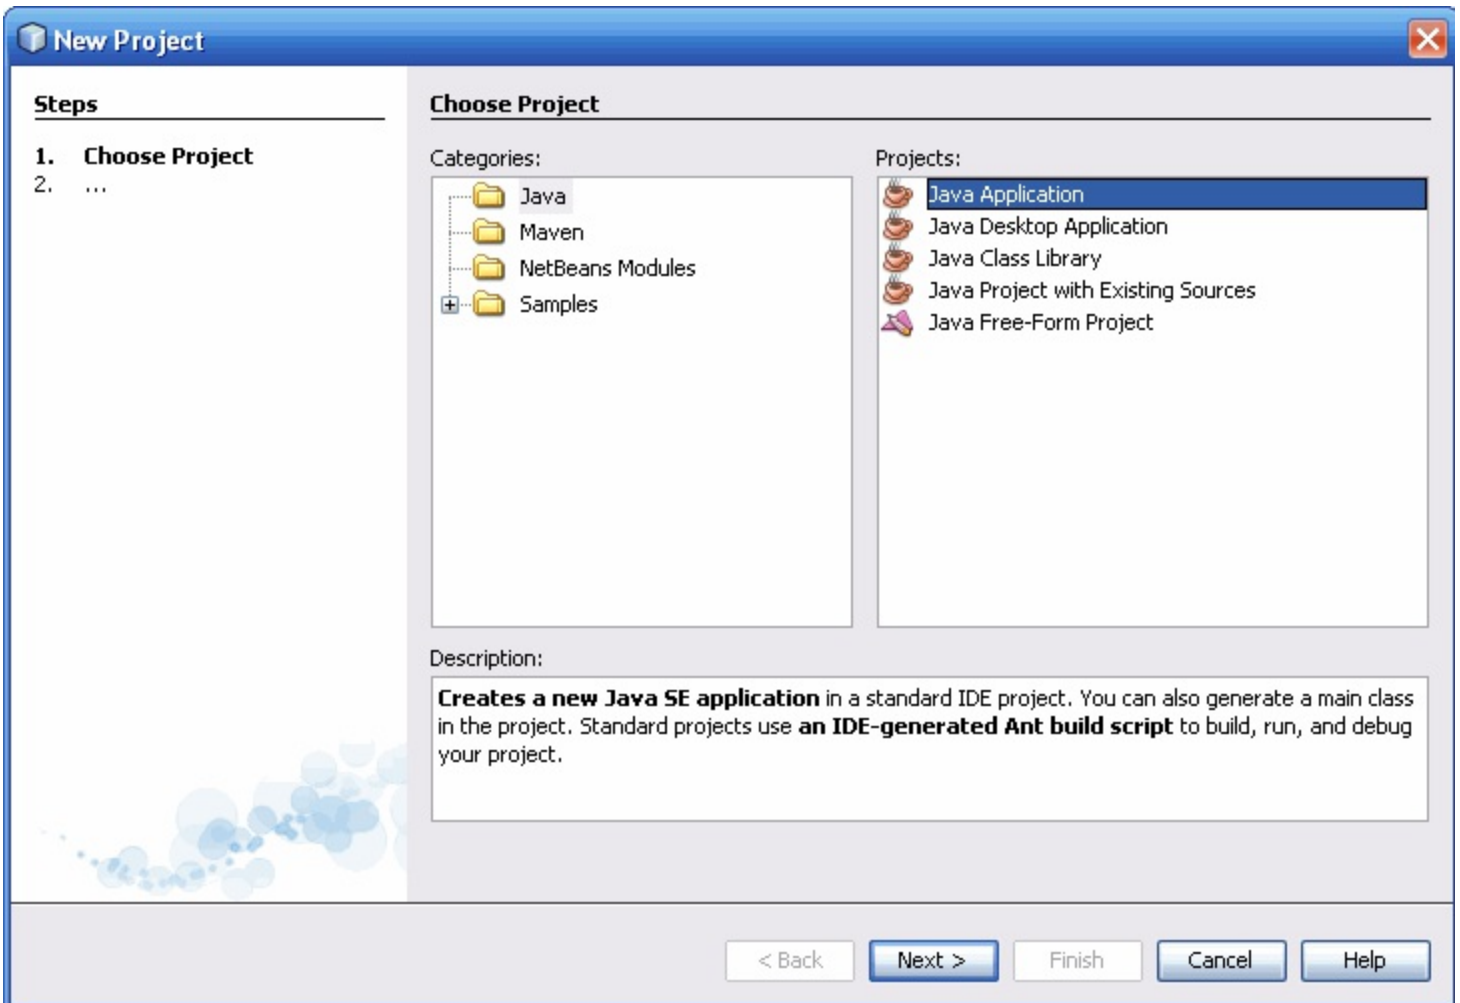 New Project
Steps
1. Choose Project
2. ...
Choose Project
Categories:
Java
Maven
NetBeans Modules
Samples
Projects:
Java Application
Java Desktop Application
Java Class Library
Java Project with Existing Sources
Java Free-Form Project
Description:
Creates a new Java SE application in a standard IDE project. You can also generate a main class
in the project. Standard projects use an IDE-generated Ant build script to build, run, and debug
your project.
< Back
Next >
Finish
Cancel
Help